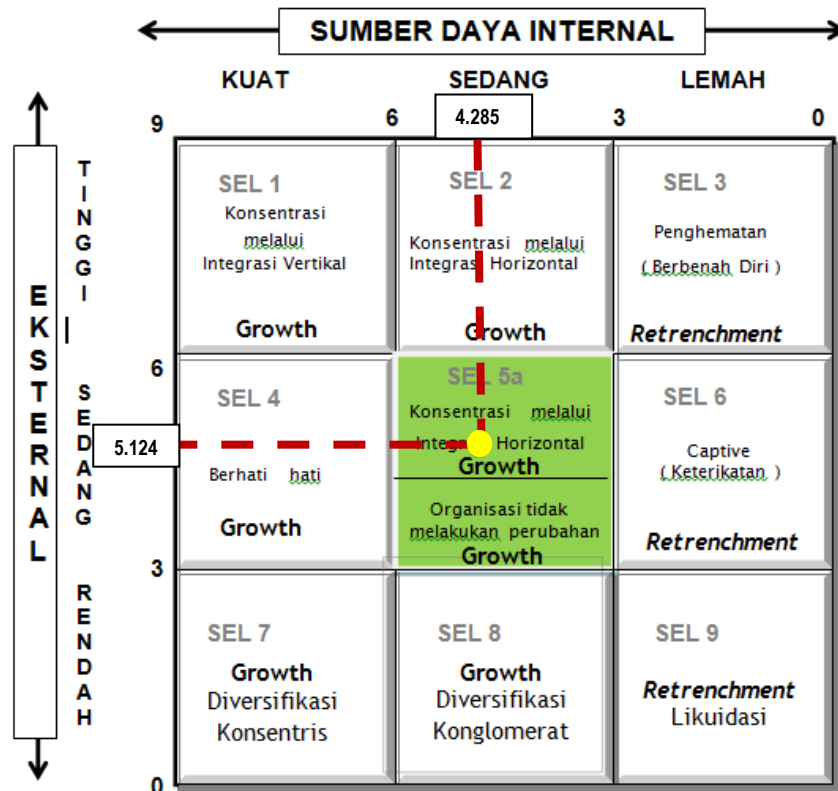 SUMBER DAYA INTERNAL
KUAT SEDANG LEMAH
9 6 4.285 3 0
EKSTERNAL
TINGGI
SEL 1
Konsentrasi
melalui
Integrasi Vertikal
Growth
SEL 2
Konsentrasi melalui
Integrasi Horizontal
Growth
SEL 3
Penghematan
( Berbenah Diri )
Retrenchment
6
SEDANG
5.124
SEL 4
Berhati hati
Growth
SEL 5a
Konsentrasi melalui
Horizontal
Growth
Organisasi tidak
melakukan perubahan
Growth
SEL 6
Captive
( Keterikatan )
Retrenchment
3
RENDAH
SEL 7
Growth
Diversifikasi
Konsentris
SEL 8
Growth
Diversifikasi
Konglomerat
SEL 9
Retrenchment
Likuidasi
0